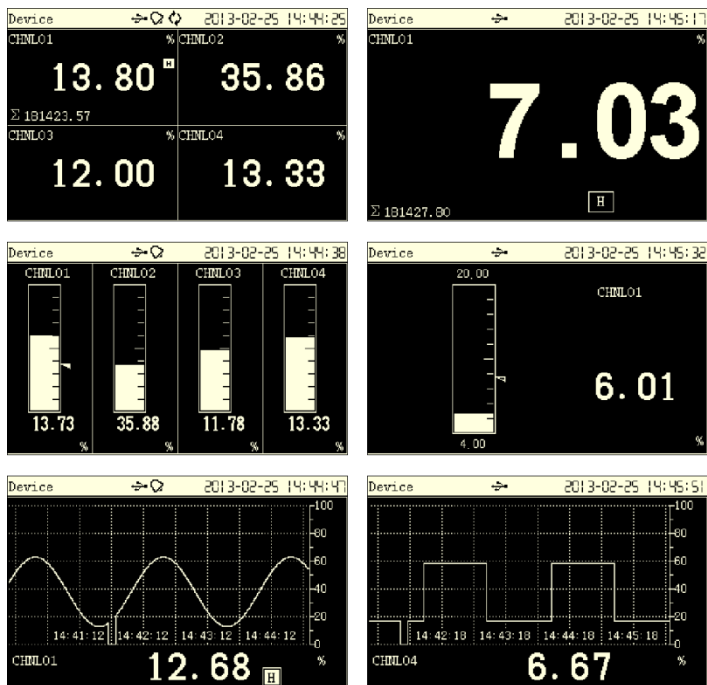 Device 2013-02-25 14:44:25
CHNL01 % CHNL02 %
13.80 H 35.86
Σ 181423.57
CHNL03 % CHNL04 %
12.00 13.33
Device 2013-02-25 14:45:17
CHNL01 %
7.03
H
Σ 181427.80
Device 2013-02-25 14:44:38
CHNL01 CHNL02 CHNL03 CHNL04
13.73 35.88 11.78 13.33
% % % %
Device 2013-02-25 14:45:32
20.00
CHNL01
6.01
4.00 %
Device 2013-02-25 14:44:47
100
80
60
40
20
14:41:12 14:42:12 14:43:12 14:44:12
0
CHNL01 12.68 H %
Device 2013-02-25 14:45:51
100
80
60
40
20
14:42:18 14:43:18 14:44:18 14:45:18
0
CHNL04 6.67 %